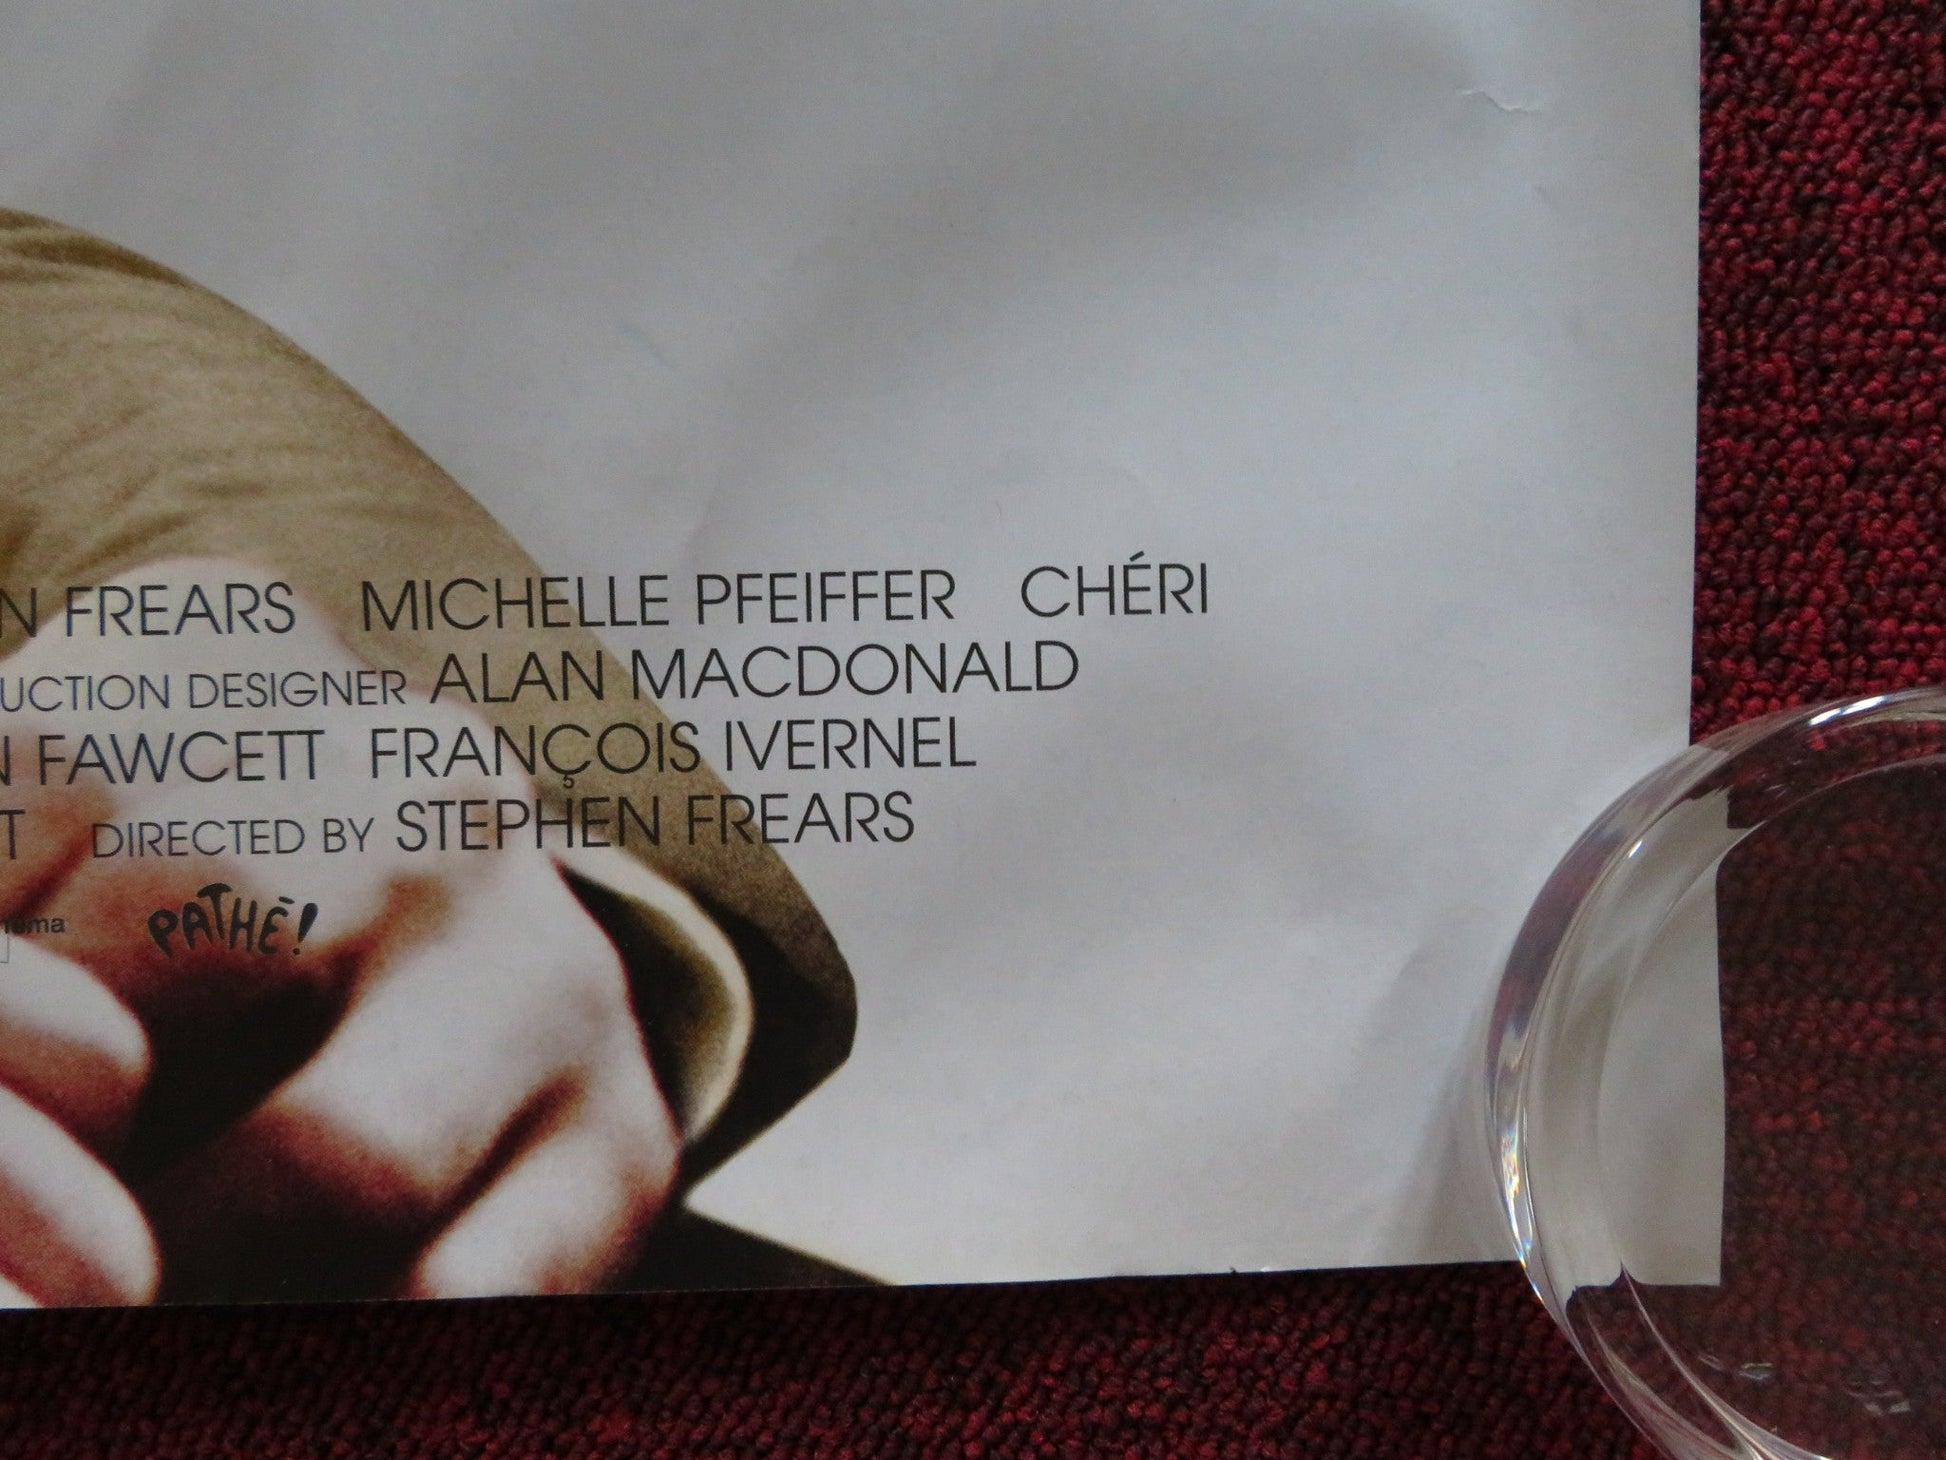 N FREARS MICHELLE PFEIFFER CHÉRI
UCTION DESIGNER ALAN MACDONALD
N FAWCETT FRANÇOIS IVERNEL
T DIRECTED BY STEPHEN FREARS
PATHÉ!